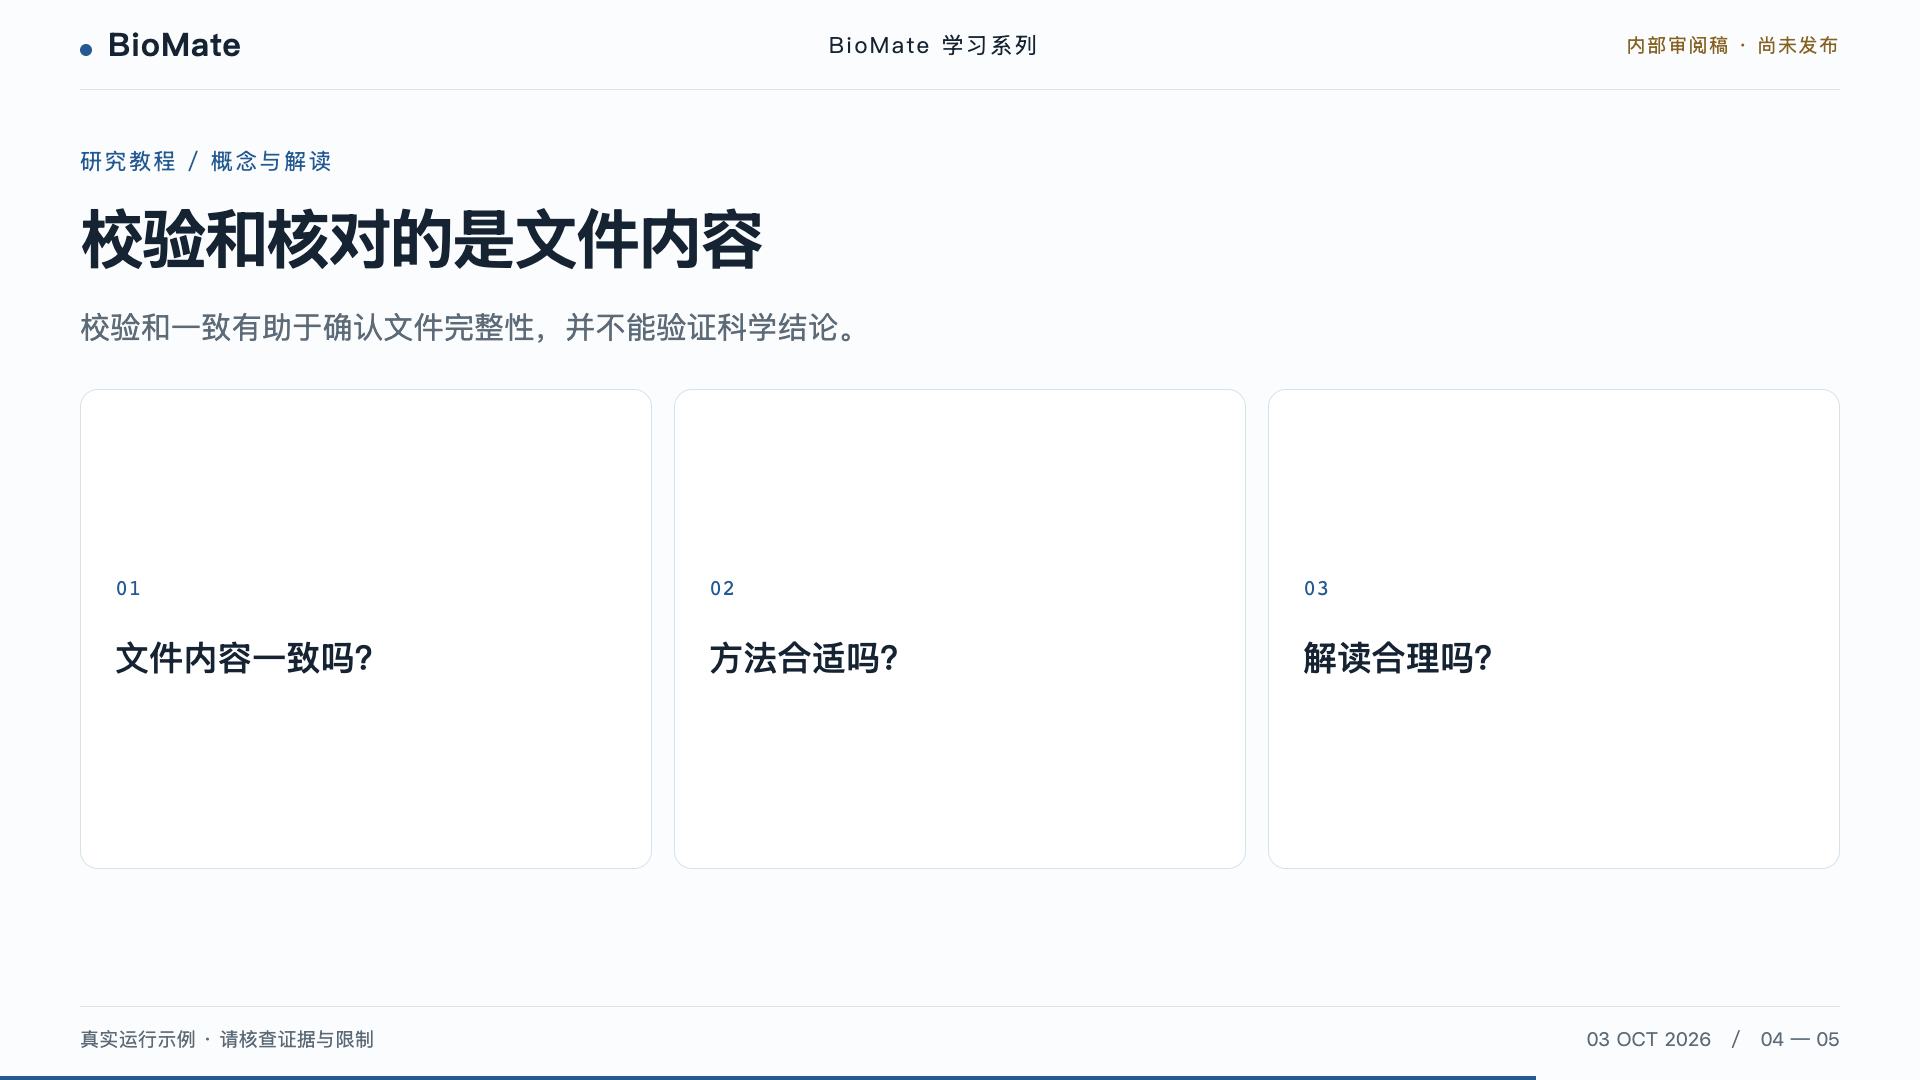 BioMate
BioMate 学习系列
内部审阅稿 · 尚未发布
研究教程 / 概念与解读
校验和核对的是文件内容
校验和一致有助于确认文件完整性，并不能验证科学结论。
01
文件内容一致吗？
02
方法合适吗？
03
解读合理吗？
真实运行示例 · 请核查证据与限制
03 OCT 2026 / 04 — 05